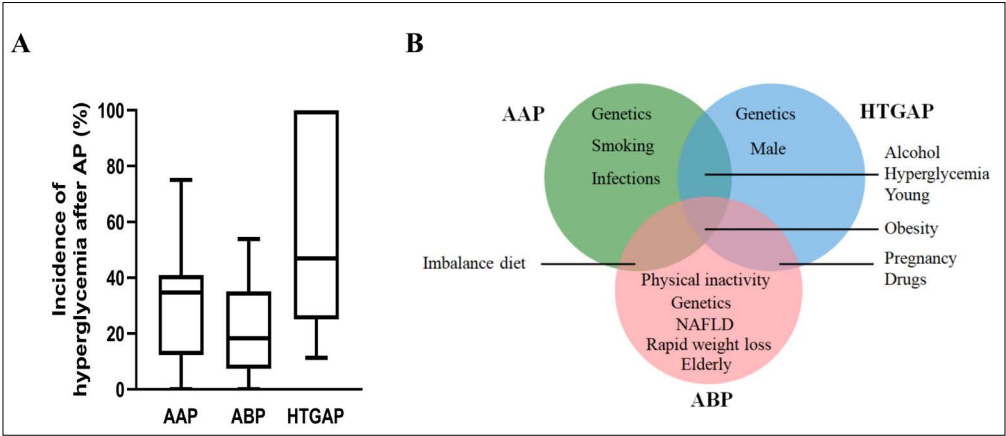 A
Incidence of
hyperglycemia after AP (%)
100
80
60
40
20
0
AAP
ABP
HTGAP
B
AAP
HTGAP
Genetics
Smoking
Infections
Genetics
Male
Alcohol
Hyperglycemia
Young
Obesity
Pregnancy
Drugs
Imbalance diet
Physical inactivity
Genetics
NAFLD
Rapid weight loss
Elderly
ABP